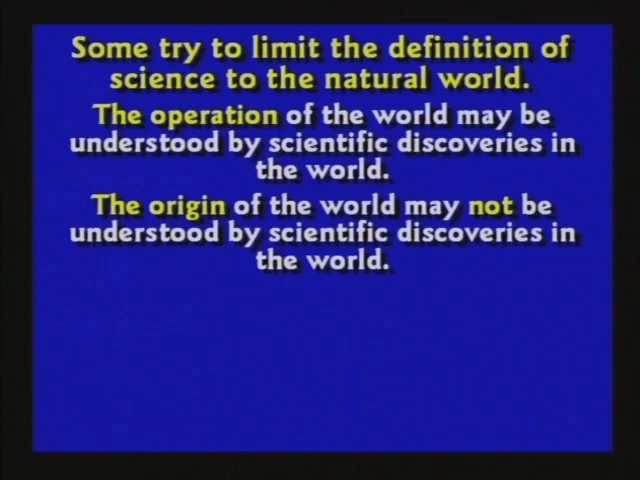 Some try to limit the definition of
science to the natural world.
The operation of the world may be
understood by scientific discoveries in
the world.
The origin of the world may not be
understood by scientific discoveries in
the world.